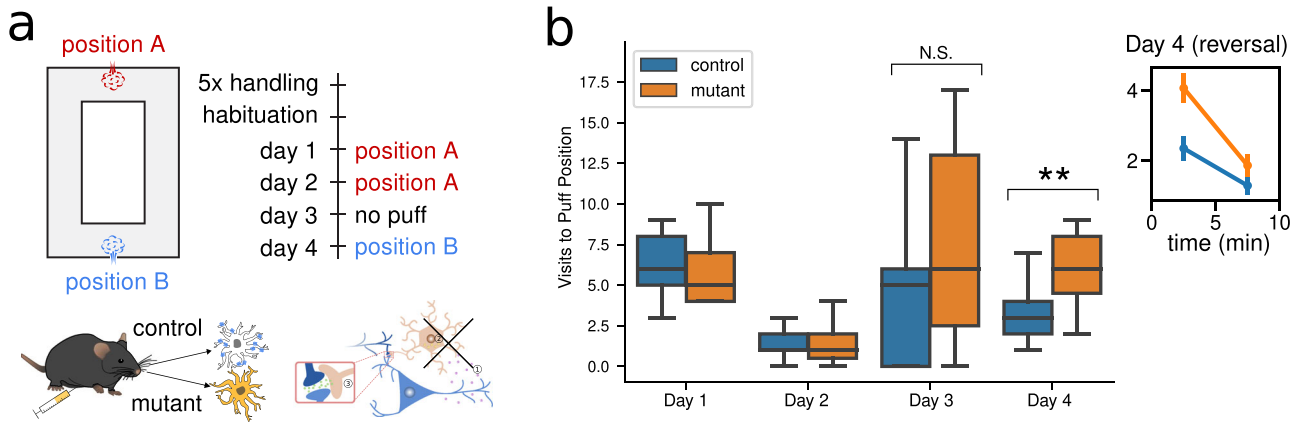 a
position A
position B
5x handling
habituation
day 1 position A
day 2 position A
day 3 no puff
day 4 position B
control
mutant
①
②
③
b
Visits to Puff Position
17.5
15.0
12.5
10.0
7.5
5.0
2.5
0.0
control
mutant
N.S.
**
Day 1 Day 2 Day 3 Day 4
Day 4 (reversal)
4
2
0 5 10
time (min)